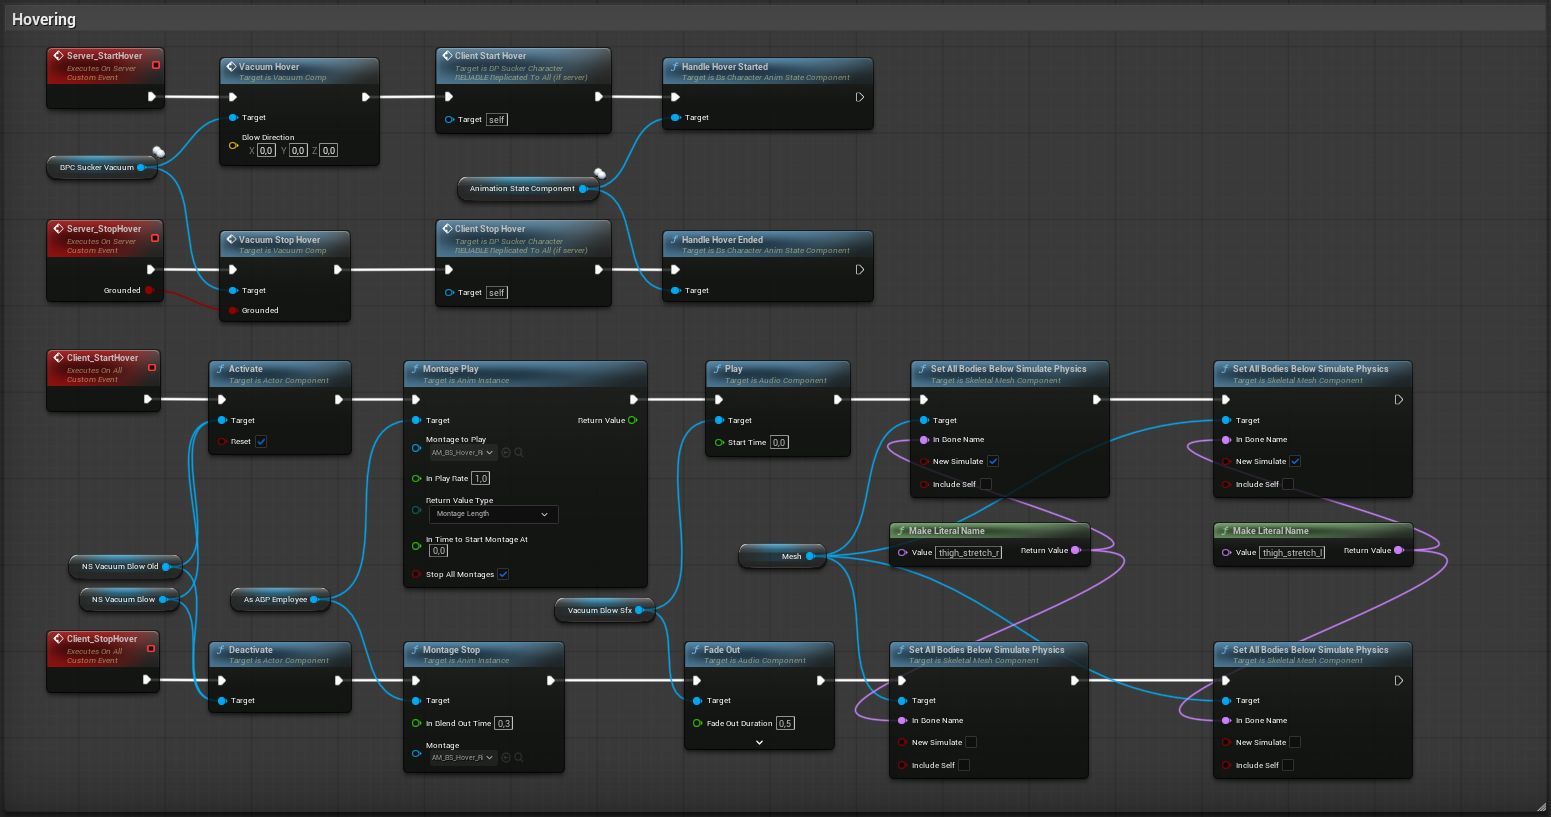 Hovering
Server_StartHover
Executes On Server
Custom Event
Vacuum Hover
Target is Vacuum Comp
Target
Blow Direction
X 0,0 Y 0,0 Z 0,0
Client Start Hover
Target is BP Sucker Character
RELIABLE Replicated To All (if server)
Target self
Handle Hover Started
Target is Ds Character Anim State Component
Target
BPC Sucker Vacuum
Animation State Component
Server_StopHover
Executes On Server
Custom Event
Grounded
Vacuum Stop Hover
Target is Vacuum Comp
Target
Grounded
Client Stop Hover
Target is BP Sucker Character
RELIABLE Replicated To All (if server)
Target self
Handle Hover Ended
Target is Ds Character Anim State Component
Target
Client_StartHover
Executes On All
Custom Event
Activate
Target is Actor Component
Target
Reset
Montage Play
Target is Anim Instance
Target
Return Value
Montage to Play
AM_BS_Hover_Ri
In Play Rate 1,0
Return Value Type
Montage Length
In Time to Start Montage At
0,0
Stop All Montages
Play
Target is Audio Component
Target
Start Time 0,0
Set All Bodies Below Simulate Physics
Target is Skeletal Mesh Component
Target
In Bone Name
New Simulate
Include Self
Set All Bodies Below Simulate Physics
Target is Skeletal Mesh Component
Target
In Bone Name
New Simulate
Include Self
Make Literal Name
Value thigh_stretch_r
Return Value
Make Literal Name
Value thigh_stretch_l
Return Value
Mesh
NS Vacuum Blow Old
NS Vacuum Blow
As ABP Employee
Vacuum Blow Sfx
Client_StopHover
Executes On All
Custom Event
Deactivate
Target is Actor Component
Target
Montage Stop
Target is Anim Instance
Target
In Blend Out Time 0,3
Montage
AM_BS_Hover_Ri
Fade Out
Target is Audio Component
Target
Fade Out Duration 0,5
Set All Bodies Below Simulate Physics
Target is Skeletal Mesh Component
Target
In Bone Name
New Simulate
Include Self
Set All Bodies Below Simulate Physics
Target is Skeletal Mesh Component
Target
In Bone Name
New Simulate
Include Self